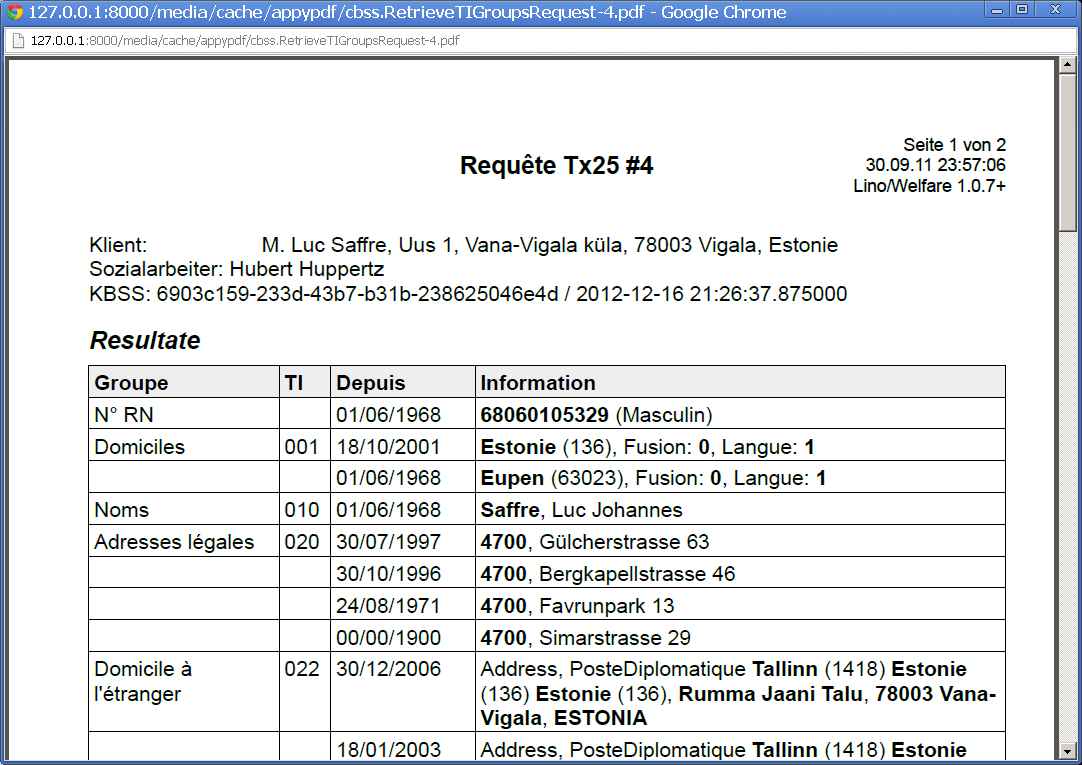 127.0.0.1:8000/media/cache/appypdf/cbss.RetrieveTIGroupsRequest-4.pdf - Google Chrome
127.0.0.1:8000/media/cache/appypdf/cbss.RetrieveTIGroupsRequest-4.pdf
Seite 1 von 2
Requête Tx25 #4
30.09.11 23:57:06
Lino/Welfare 1.0.7+
Klient: M. Luc Saffre, Uus 1, Vana-Vigala küla, 78003 Vigala, Estonie
Sozialarbeiter: Hubert Huppertz
KBSS: 6903c159-233d-43b7-b31b-238625046e4d / 2012-12-16 21:26:37.875000
Resultate
Groupe TI Depuis Information
N° RN 01/06/1968 68060105329 (Masculin)
Domiciles 001 18/10/2001 Estonie (136), Fusion: 0, Langue: 1
01/06/1968 Eupen (63023), Fusion: 0, Langue: 1
Noms 010 01/06/1968 Saffre, Luc Johannes
Adresses légales 020 30/07/1997 4700, Gülcherstrasse 63
30/10/1996 4700, Bergkapellstrasse 46
24/08/1971 4700, Favrunpark 13
00/00/1900 4700, Simarstrasse 29
Domicile à 022 30/12/2006 Address, PosteDiplomatique Tallinn (1418) Estonie
l'étranger (136) Estonie (136), Rumma Jaani Talu, 78003 Vana-
Vigala, ESTONIA
18/01/2003 Address, PosteDiplomatique Tallinn (1418) Estonie